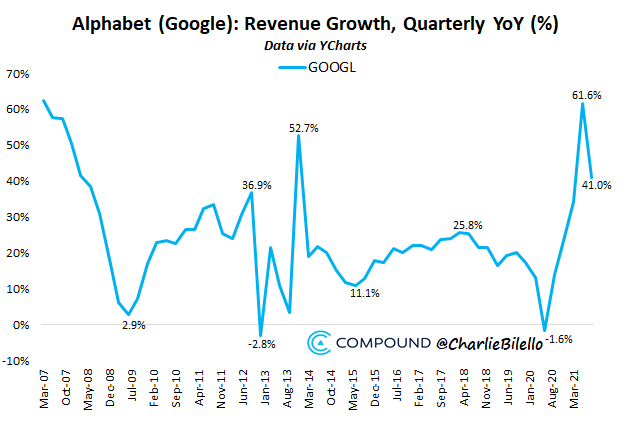 Alphabet (Google): Revenue Growth, Quarterly YoY (%)
Data via YCharts
GOOGL
70%
60%
50%
40%
30%
20%
10%
0%
-10%
2.9%
36.9%
-2.8%
52.7%
11.1%
25.8%
-1.6%
61.6%
41.0%
COMPOUND @CharlieBilello
Mar-07
Oct-07
May-08
Dec-08
Jul-09
Feb-10
Sep-10
Apr-11
Nov-11
Jun-12
Jan-13
Aug-13
Mar-14
Oct-14
May-15
Dec-15
Jul-16
Feb-17
Sep-17
Apr-18
Nov-18
Jun-19
Jan-20
Aug-20
Mar-21